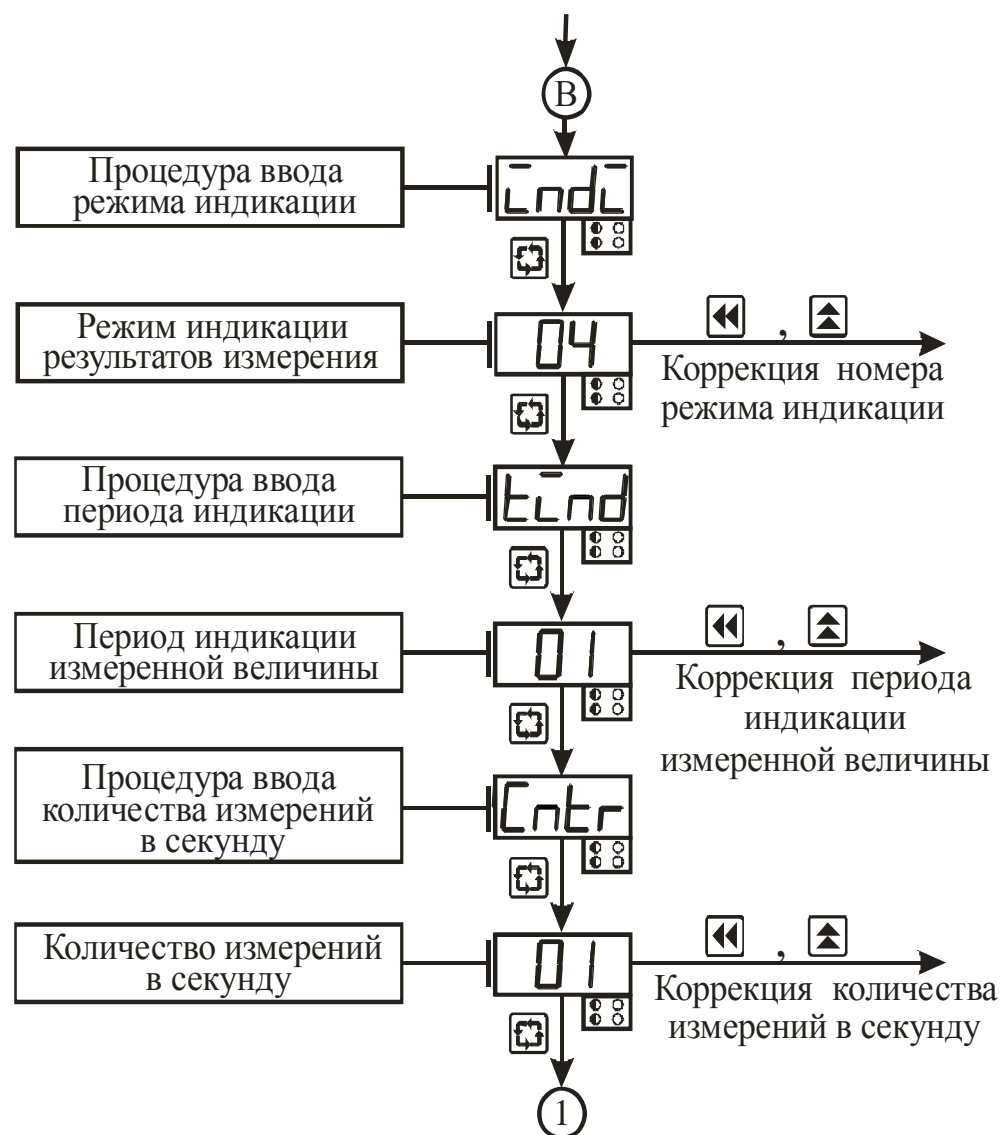 В
Процедура ввода
режима индикации
indi
Режим индикации
результатов измерения
04
,
Коррекция номера
режима индикации
Процедура ввода
периода индикации
tind
Период индикации
измеренной величины
01
,
Коррекция периода
индикации
измеренной величины
Процедура ввода
количества измерений
в секунду
Cntr
Количество измерений
в секунду
01
,
Коррекция количества
измерений в секунду
1